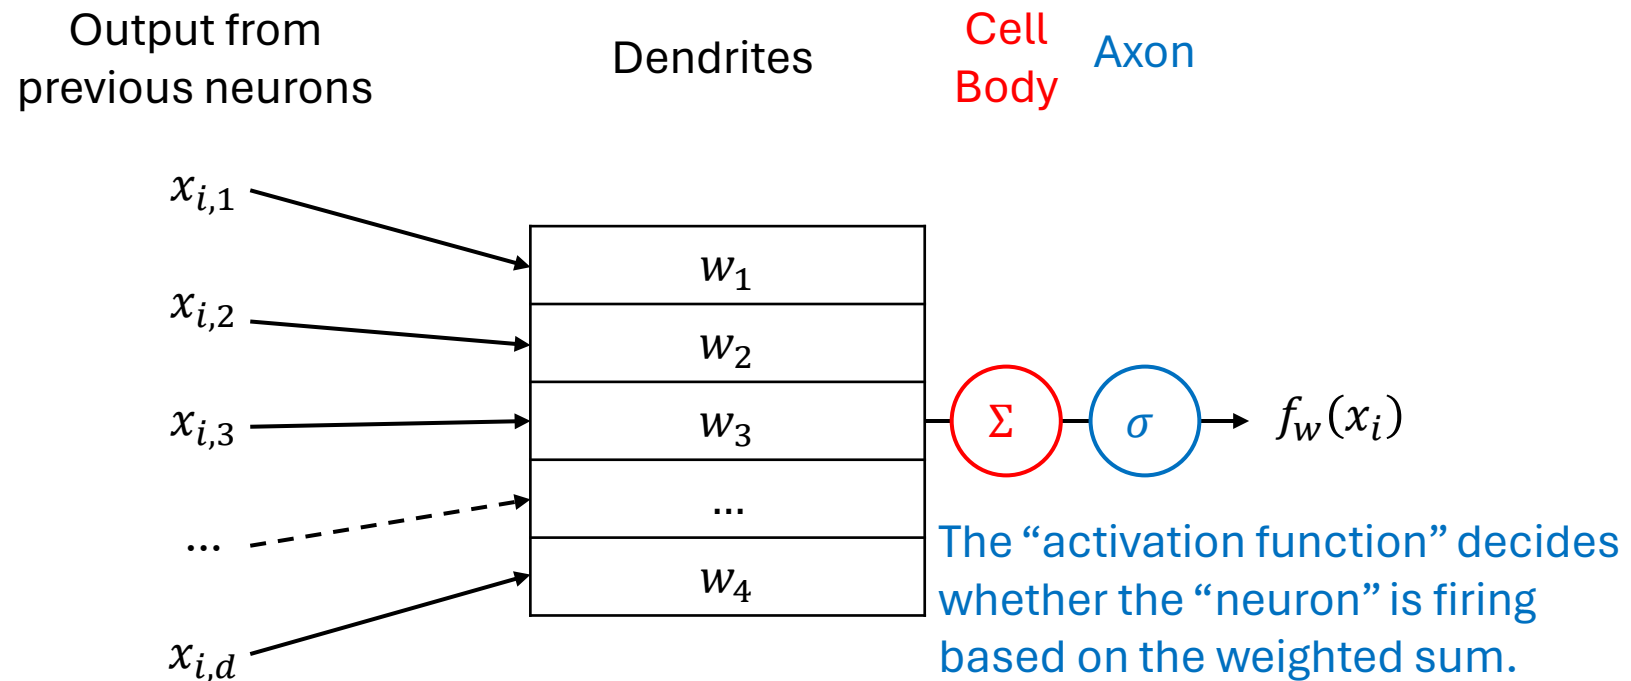 Output from
previous neurons
Dendrites
Cell
Body
Axon
x_{i,1}
x_{i,2}
x_{i,3}
...
x_{i,d}
w_1
w_2
w_3
...
w_4
Σ
σ
f_w(x_i)
The “activation function” decides
whether the “neuron” is firing
based on the weighted sum.